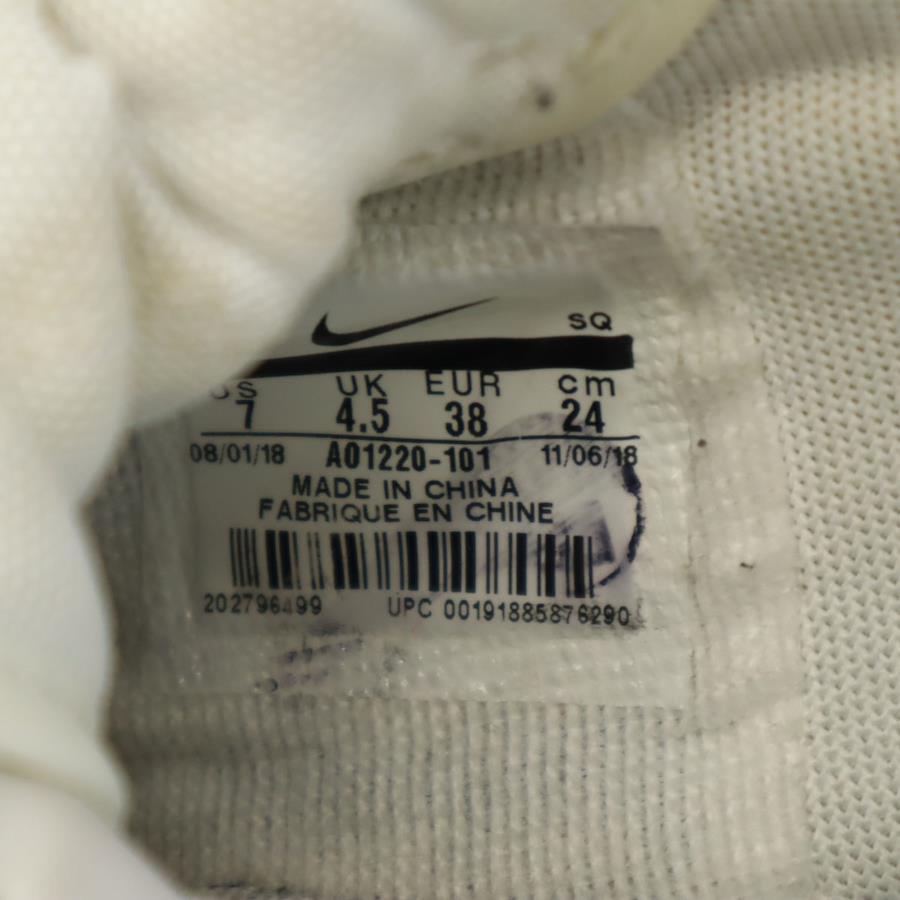 SQ
US UK EUR cm
7 4.5 38 24
08/01/18 AO1220-101 11/06/18
MADE IN CHINA
FABRIQUE EN CHINE
202796499 UPC 00191885876290